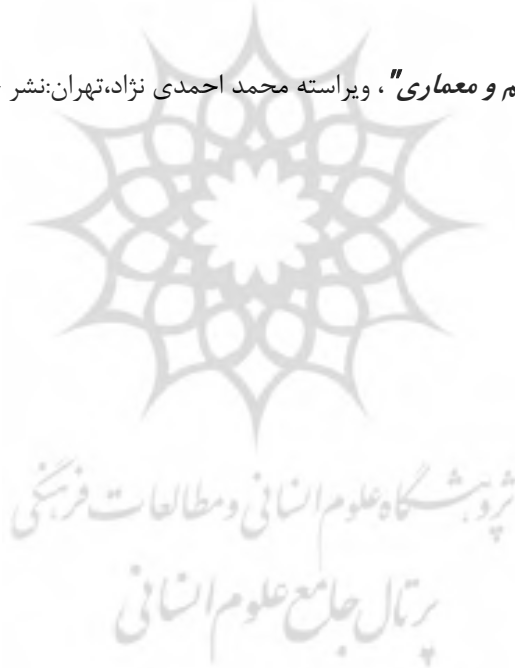 م و معماری"، ویراسته محمد احمدی نژاد،تهران:نشر
پژوهشگاه علوم انسانی و مطالعات فرهنگی
پرتال جامع علوم انسانی